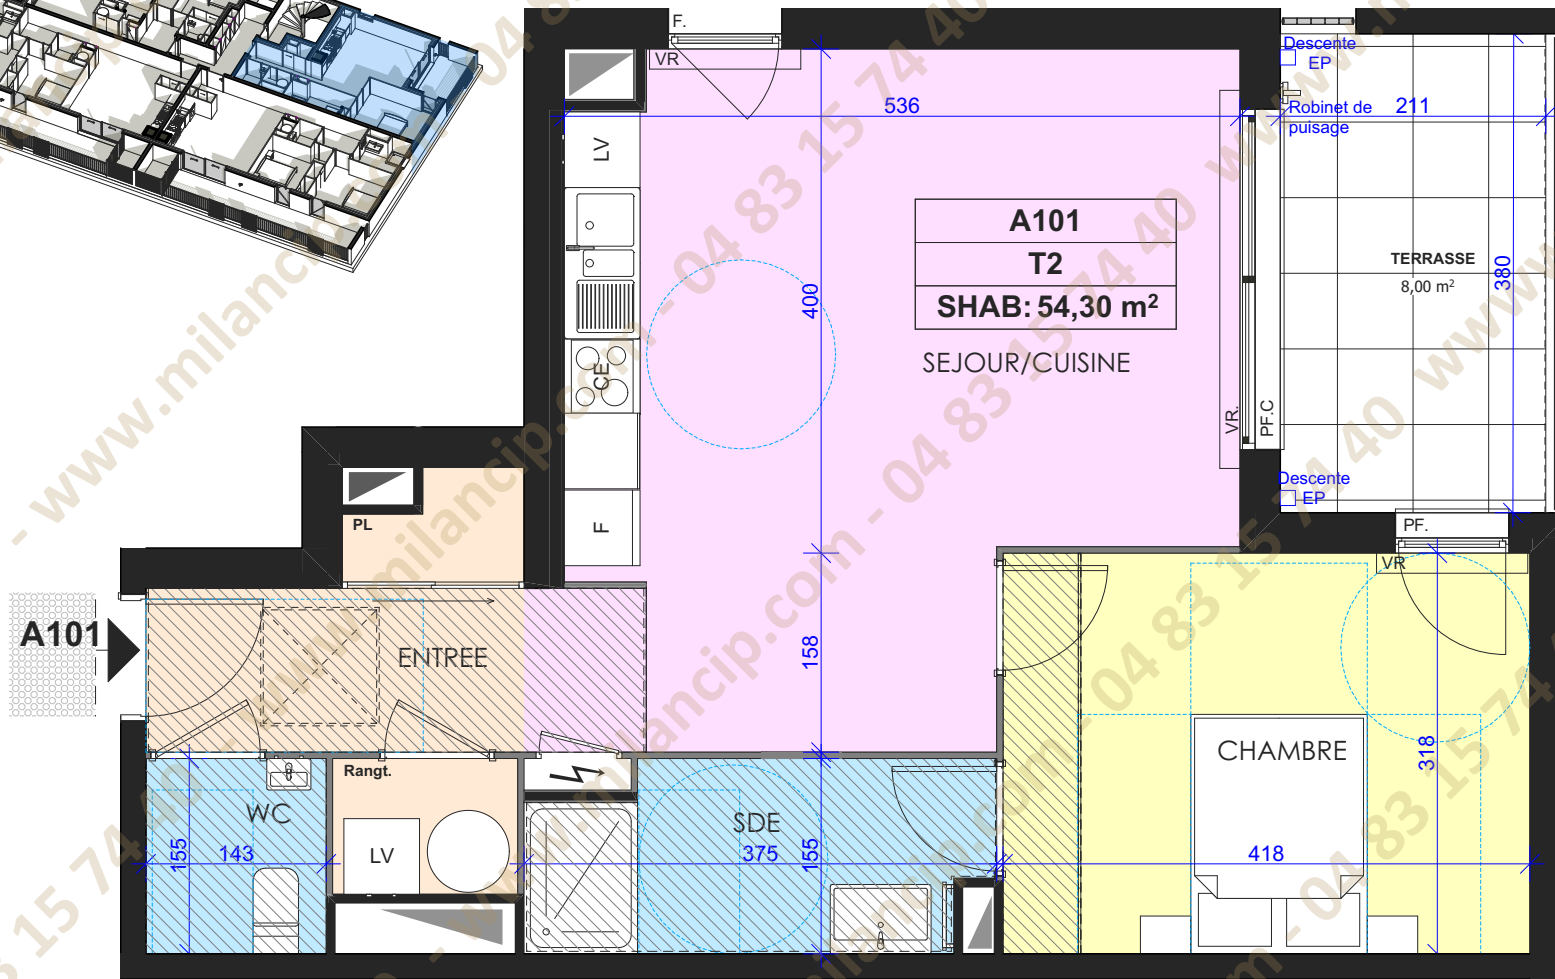 F.
VR
Descente
EP
Robinet de
puisage
536
211
LV
A101
T2
SHAB: 54,30 m²
TERRASSE
8,00 m²
380
400
SEJOUR/CUISINE
CE
VR.
PF.C
Descente
EP
F
PL
PF.
VR
A101
ENTREE
158
CHAMBRE
318
Rangt.
WC
SDE
LV
155
143
375
155
418
www.milancip.com - 04 83 15 74 40